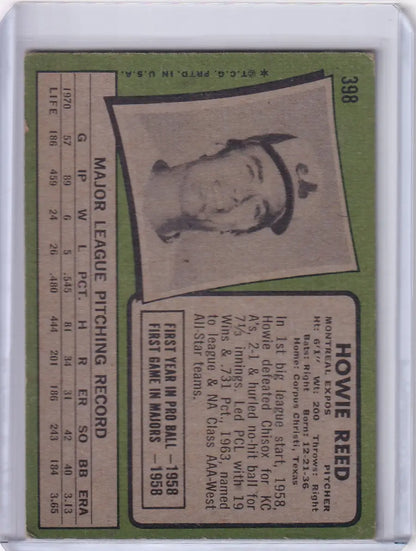 398
*©T.C.G. PRTD. IN U.S.A.
HOWIE REED
MONTREAL EXPOS PITCHER
Ht: 6'1" Wt: 200 Throws: Right
Bats: Right Born: 12-21-36
Home: Corpus Christi, Texas
In 1st big league start, 1958,
Howie defeated Chisox for KC
A's, 2-1 & hurled no-hit ball for
7⅓ innigs. Led PCL with 19
Wins & .731 Pct., 1963, named
to league & NA Class AAA-West
All-Star teams.
FIRST YEAR IN PRO BALL — 1958
FIRST GAME IN MAJORS — 1958
MAJOR LEAGUE PITCHING RECORD
G IP W L PCT. H R ER SO BB ERA
1970 57 89 6 5 .545 81 34 31 42 40 3.13
LIFE 186 459 24 26 .480 444 201 186 243 184 3.65